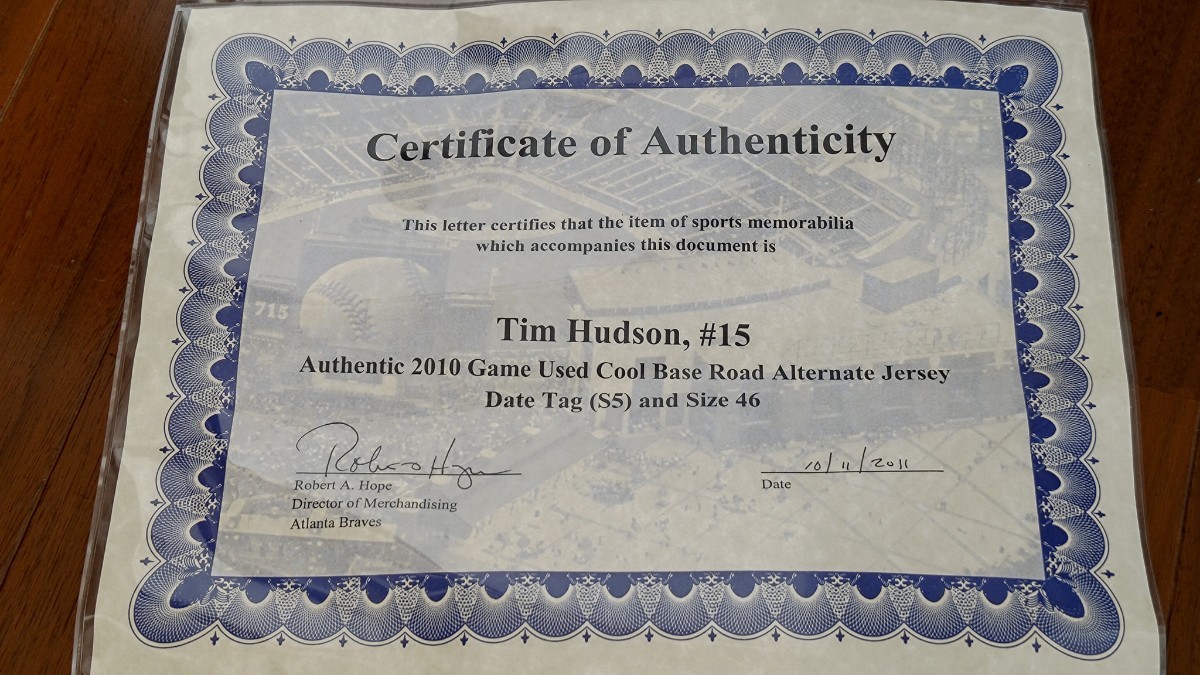 Certificate of Authenticity
This letter certifies that the item of sports memorabilia
which accompanies this document is
715
Tim Hudson, #15
Authentic 2010 Game Used Cool Base Road Alternate Jersey
Date Tag (S5) and Size 46
10/11/2011
Robert A. Hope
Date
Director of Merchandising
Atlanta Braves